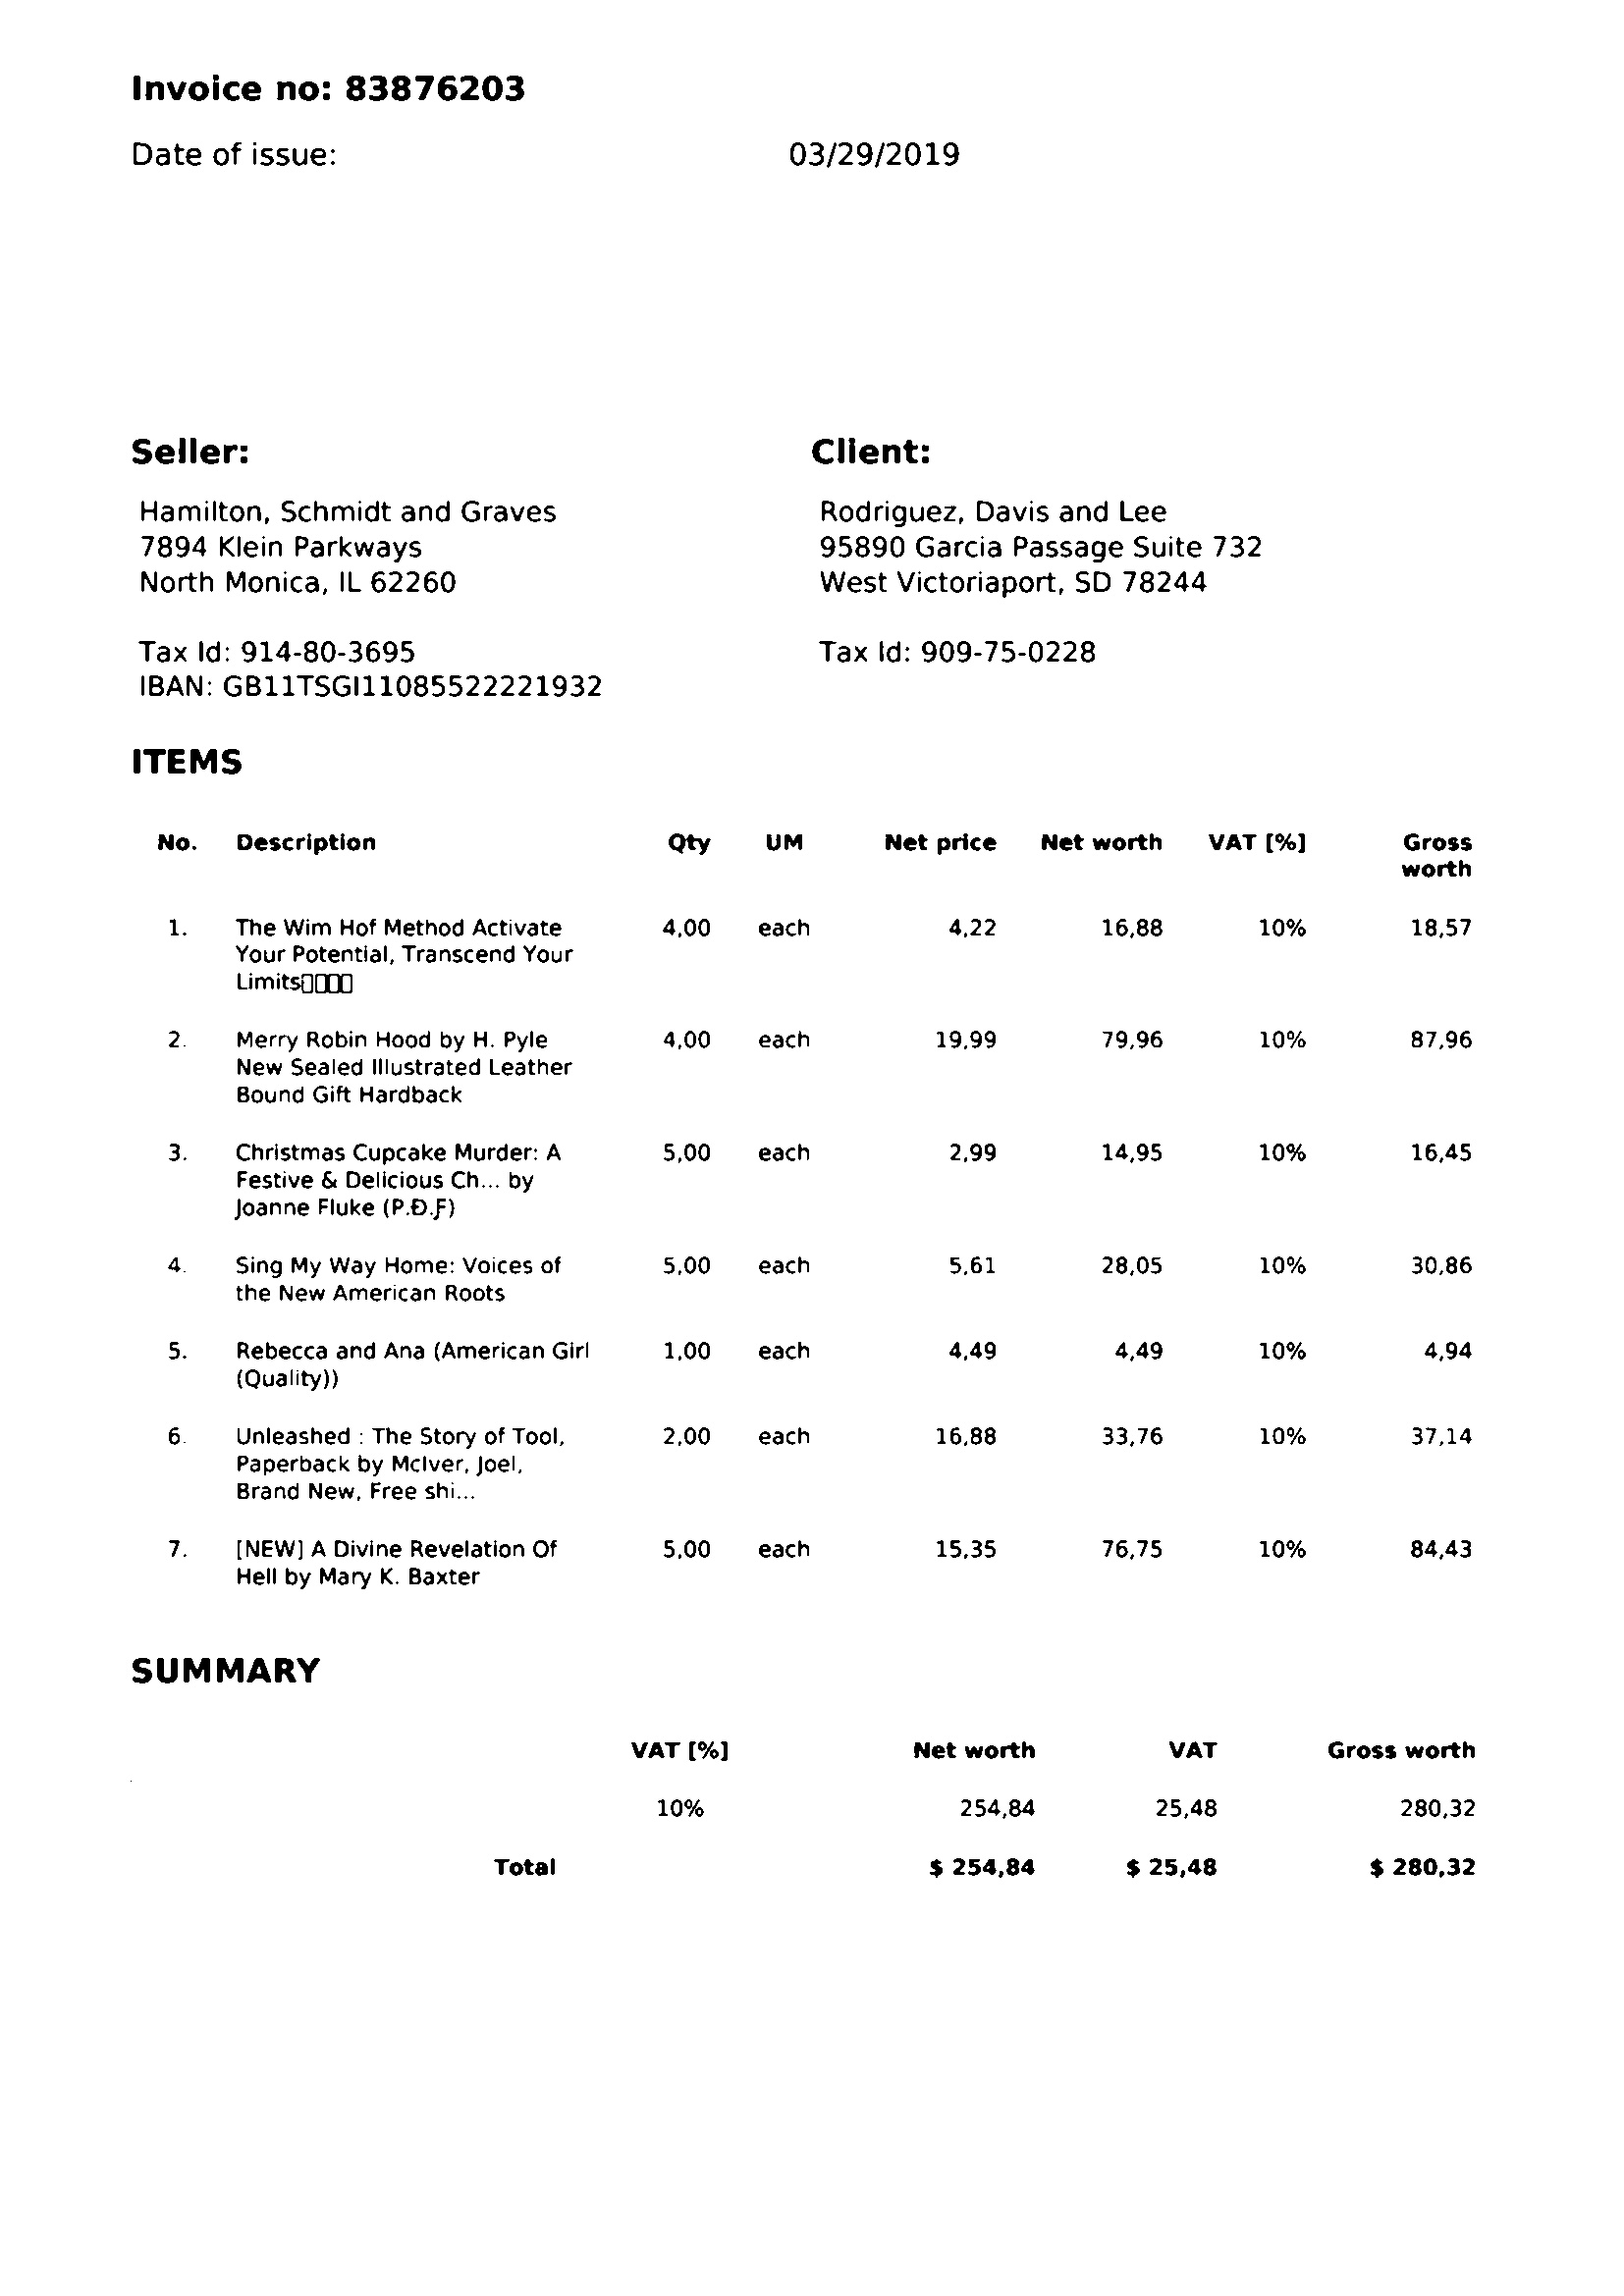 Invoice no: 83876203
Date of issue: 03/29/2019
Seller: Client:
Hamilton, Schmidt and Graves Rodriguez, Davis and Lee
7894 Klein Parkways 95890 Garcia Passage Suite 732
North Monica, IL 62260 West Victoriaport, SD 78244
Tax Id: 914-80-3695 Tax Id: 909-75-0228
IBAN: GB11TSGI11085522221932
ITEMS
No. Description Qty UM Net price Net worth VAT [%] Gross
worth
1. The Wim Hof Method Activate 4,00 each 4,22 16,88 10% 18,57
Your Potential, Transcend Your
Limits▯▯▯▯
2. Merry Robin Hood by H. Pyle 4,00 each 19,99 79,96 10% 87,96
New Sealed Illustrated Leather
Bound Gift Hardback
3. Christmas Cupcake Murder: A 5,00 each 2,99 14,95 10% 16,45
Festive & Delicious Ch... by
Joanne Fluke (P.Ð.Ƒ)
4. Sing My Way Home: Voices of 5,00 each 5,61 28,05 10% 30,86
the New American Roots
5. Rebecca and Ana (American Girl 1,00 each 4,49 4,49 10% 4,94
(Quality))
6. Unleashed : The Story of Tool, 2,00 each 16,88 33,76 10% 37,14
Paperback by McIver, Joel,
Brand New, Free shi...
7. [NEW] A Divine Revelation Of 5,00 each 15,35 76,75 10% 84,43
Hell by Mary K. Baxter
SUMMARY
VAT [%] Net worth VAT Gross worth
10% 254,84 25,48 280,32
Total $ 254,84 $ 25,48 $ 280,32